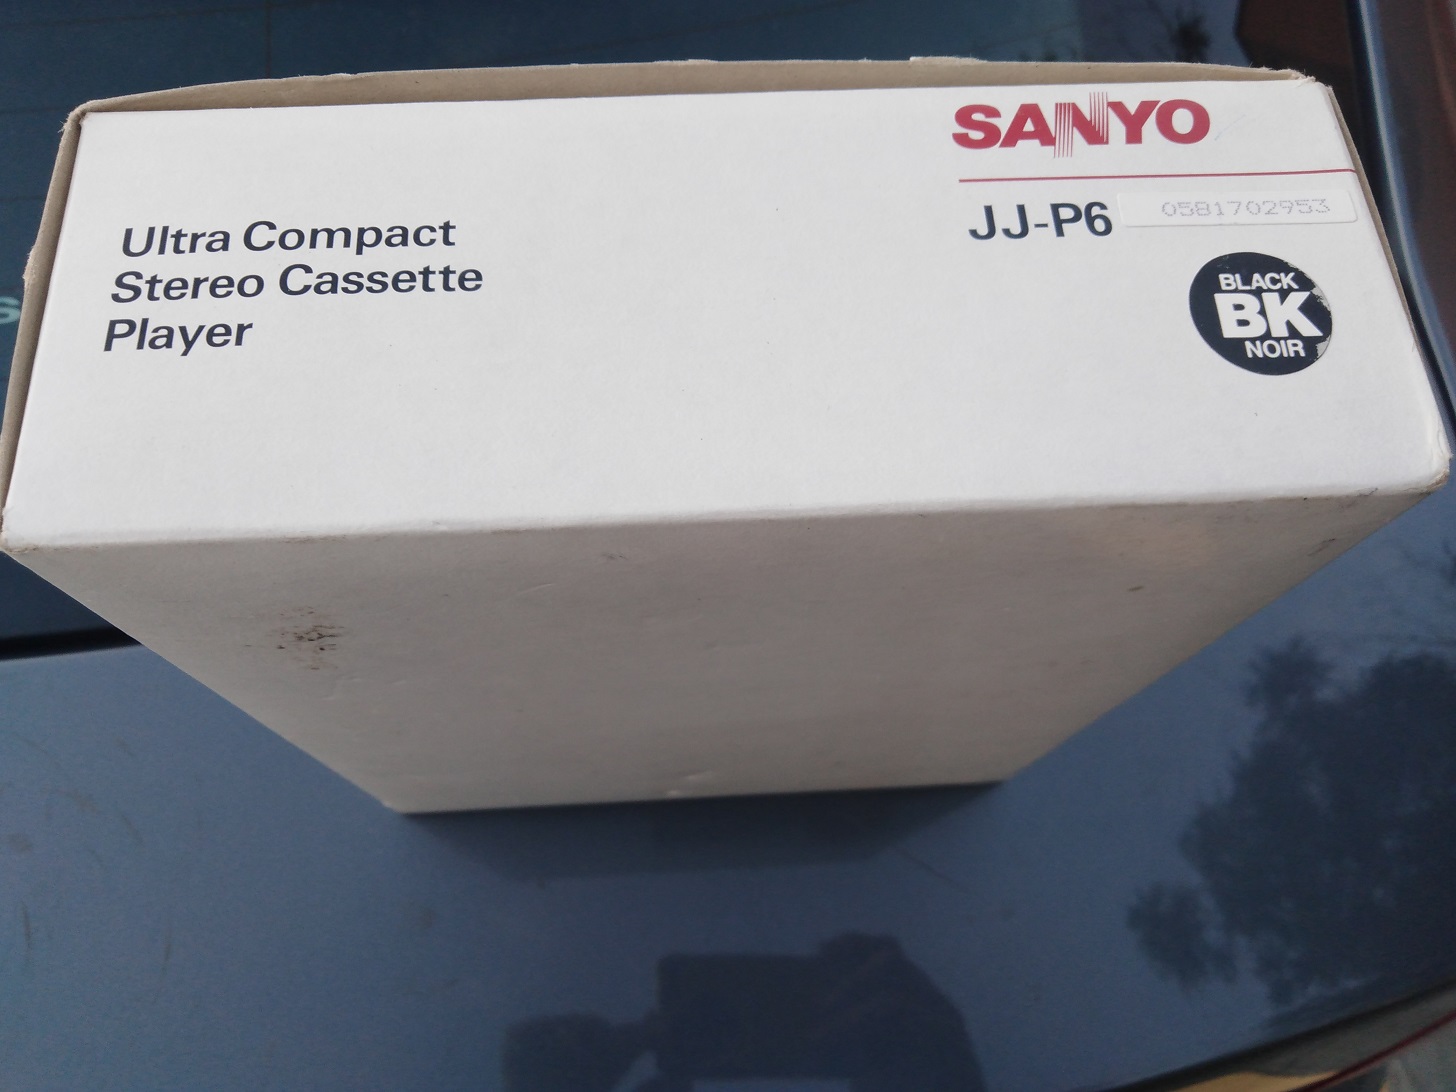 SANYO
JJ-P6 0581702953
Ultra Compact
Stereo Cassette
Player
BLACK
BK
NOIR